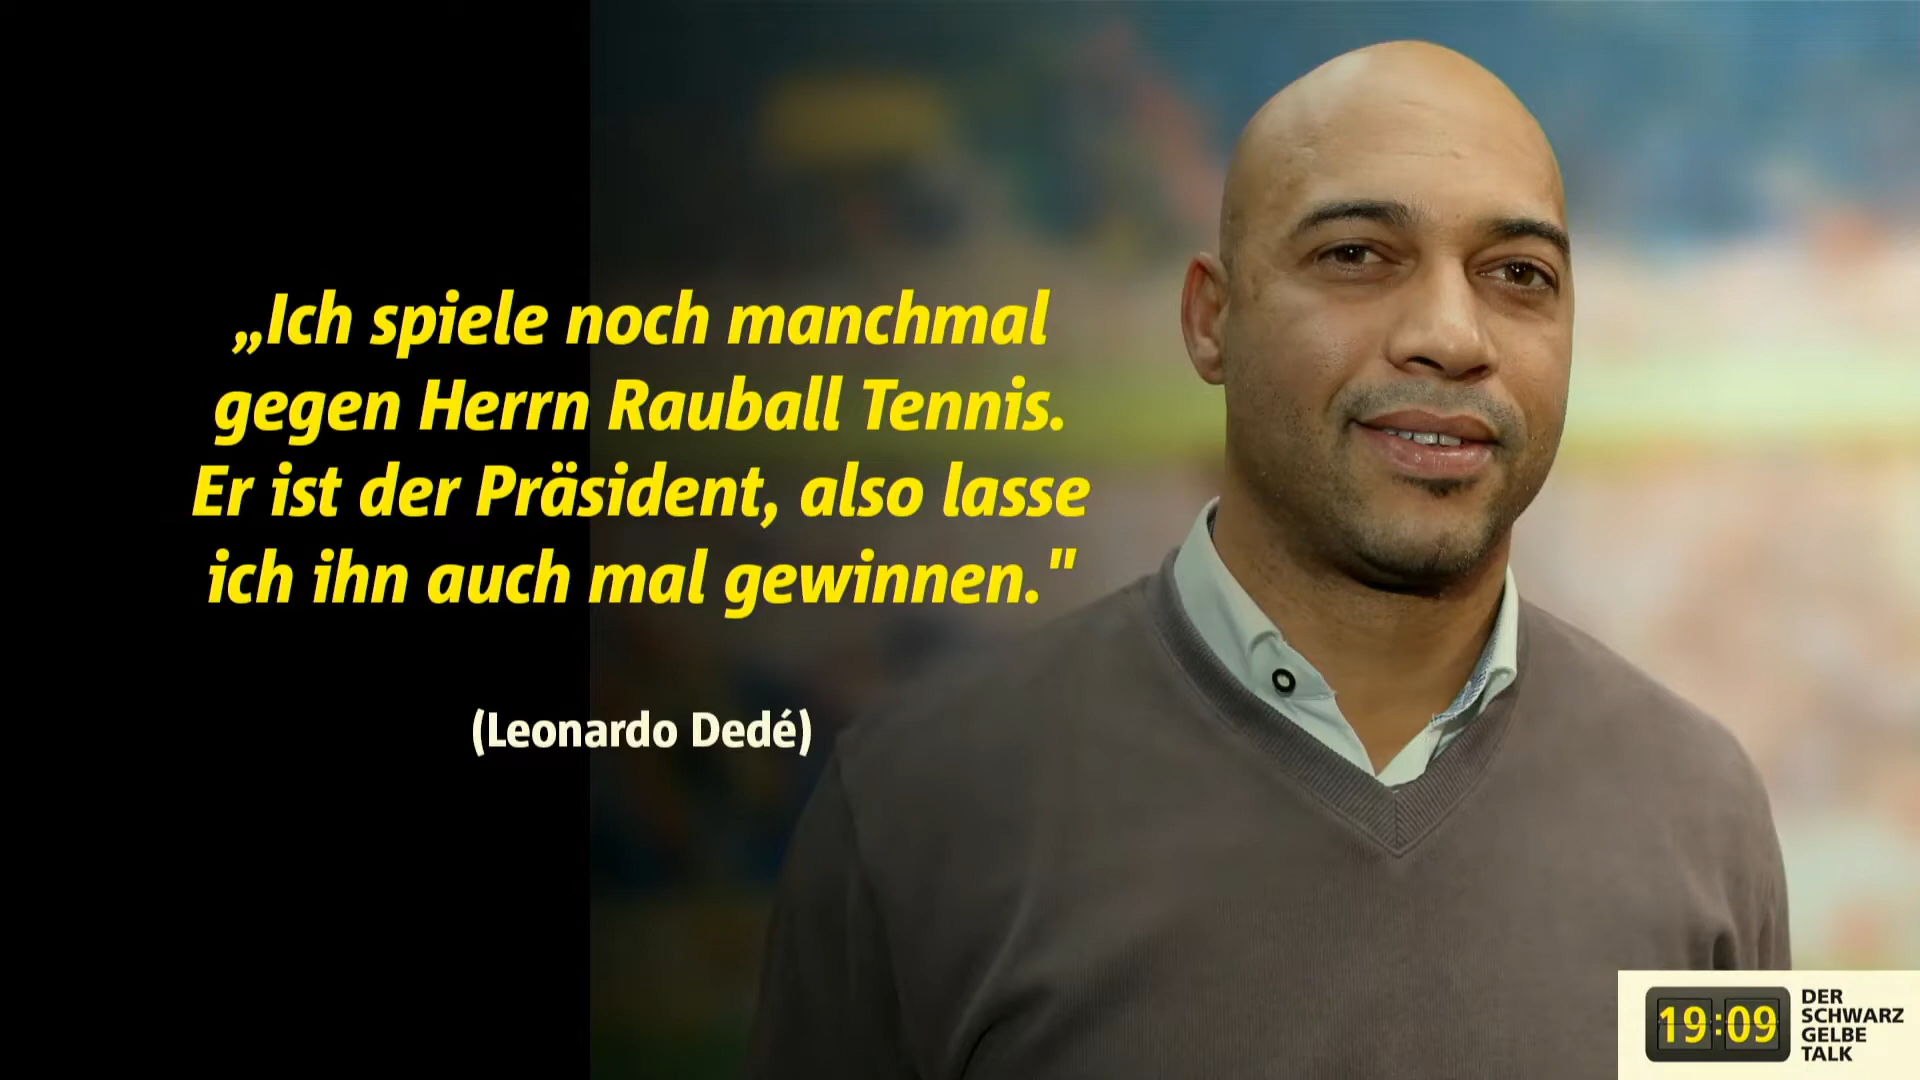 „Ich spiele noch manchmal
gegen Herrn Rauball Tennis.
Er ist der Präsident, also lasse
ich ihn auch mal gewinnen."
(Leonardo Dedé)
19:09
DER
SCHWARZ
GELBE
TALK